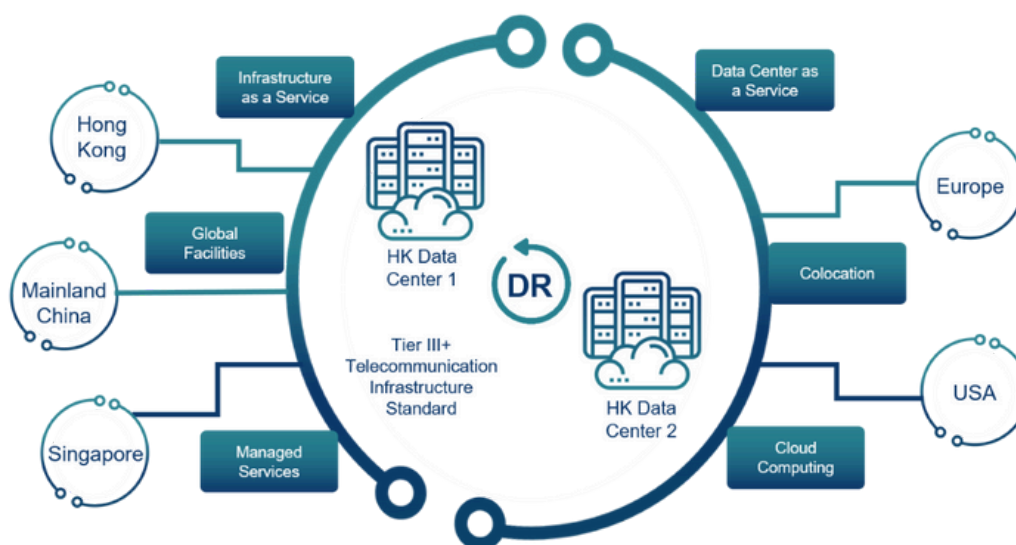 Infrastructure
as a Service
Data Center as
a Service
Hong
Kong
Europe
Global
Facilities
HK Data
Center 1
DR
Colocation
Mainland
China
Tier III+
Telecommunication
Infrastructure
Standard
HK Data
Center 2
USA
Singapore
Managed
Services
Cloud
Computing